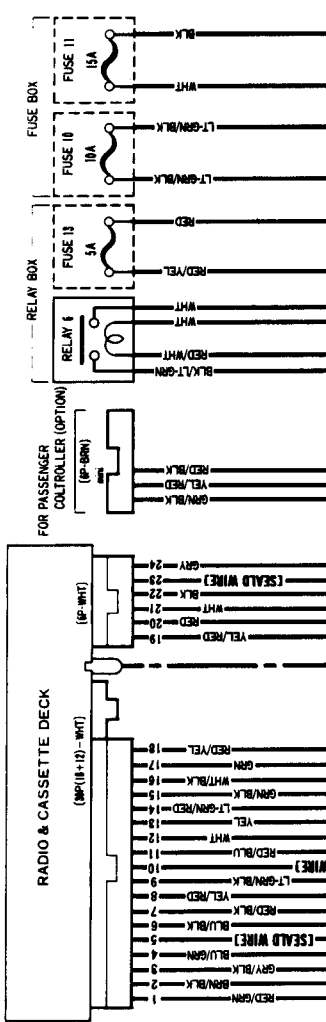 FUSE BOX
FUSE 11
15A
BLK
WHT
FUSE 10
10A
LT-GRN/BLK
LT-GRN/BLK
RELAY BOX
FUSE 13
5A
RED
RED/YEL
RELAY 6
WHT
WHT
RED/WHT
BLK/LT-GRN
FOR PASSENGER
COLTROLLER (OPTION)
(6P-BRN)
mini
RED/BLK
YEL/RED
GRN/BLK
RADIO & CASSETTE DECK
(6P-WHT)
24 GRY
23 [SEALD WIRE]
22 BLK
21 WHT
20 RED
19 YEL/RED
(30P(18+12)-WHT)
18 RED/YEL
17 GRN
16 WHT/BLK
15 GRN/BLK
14 LT-GRN/RED
13 YEL
12 WHT
11 RED/BLU
10 WIRE]
9 LT-GRN/BLK
8 YEL/RED
7 RED/BLK
6 BLU/BLK
5 [SEALD WIRE]
4 BLU/GRN
3 GRY/BLK
2 BRN/BLK
1 RED/GRN